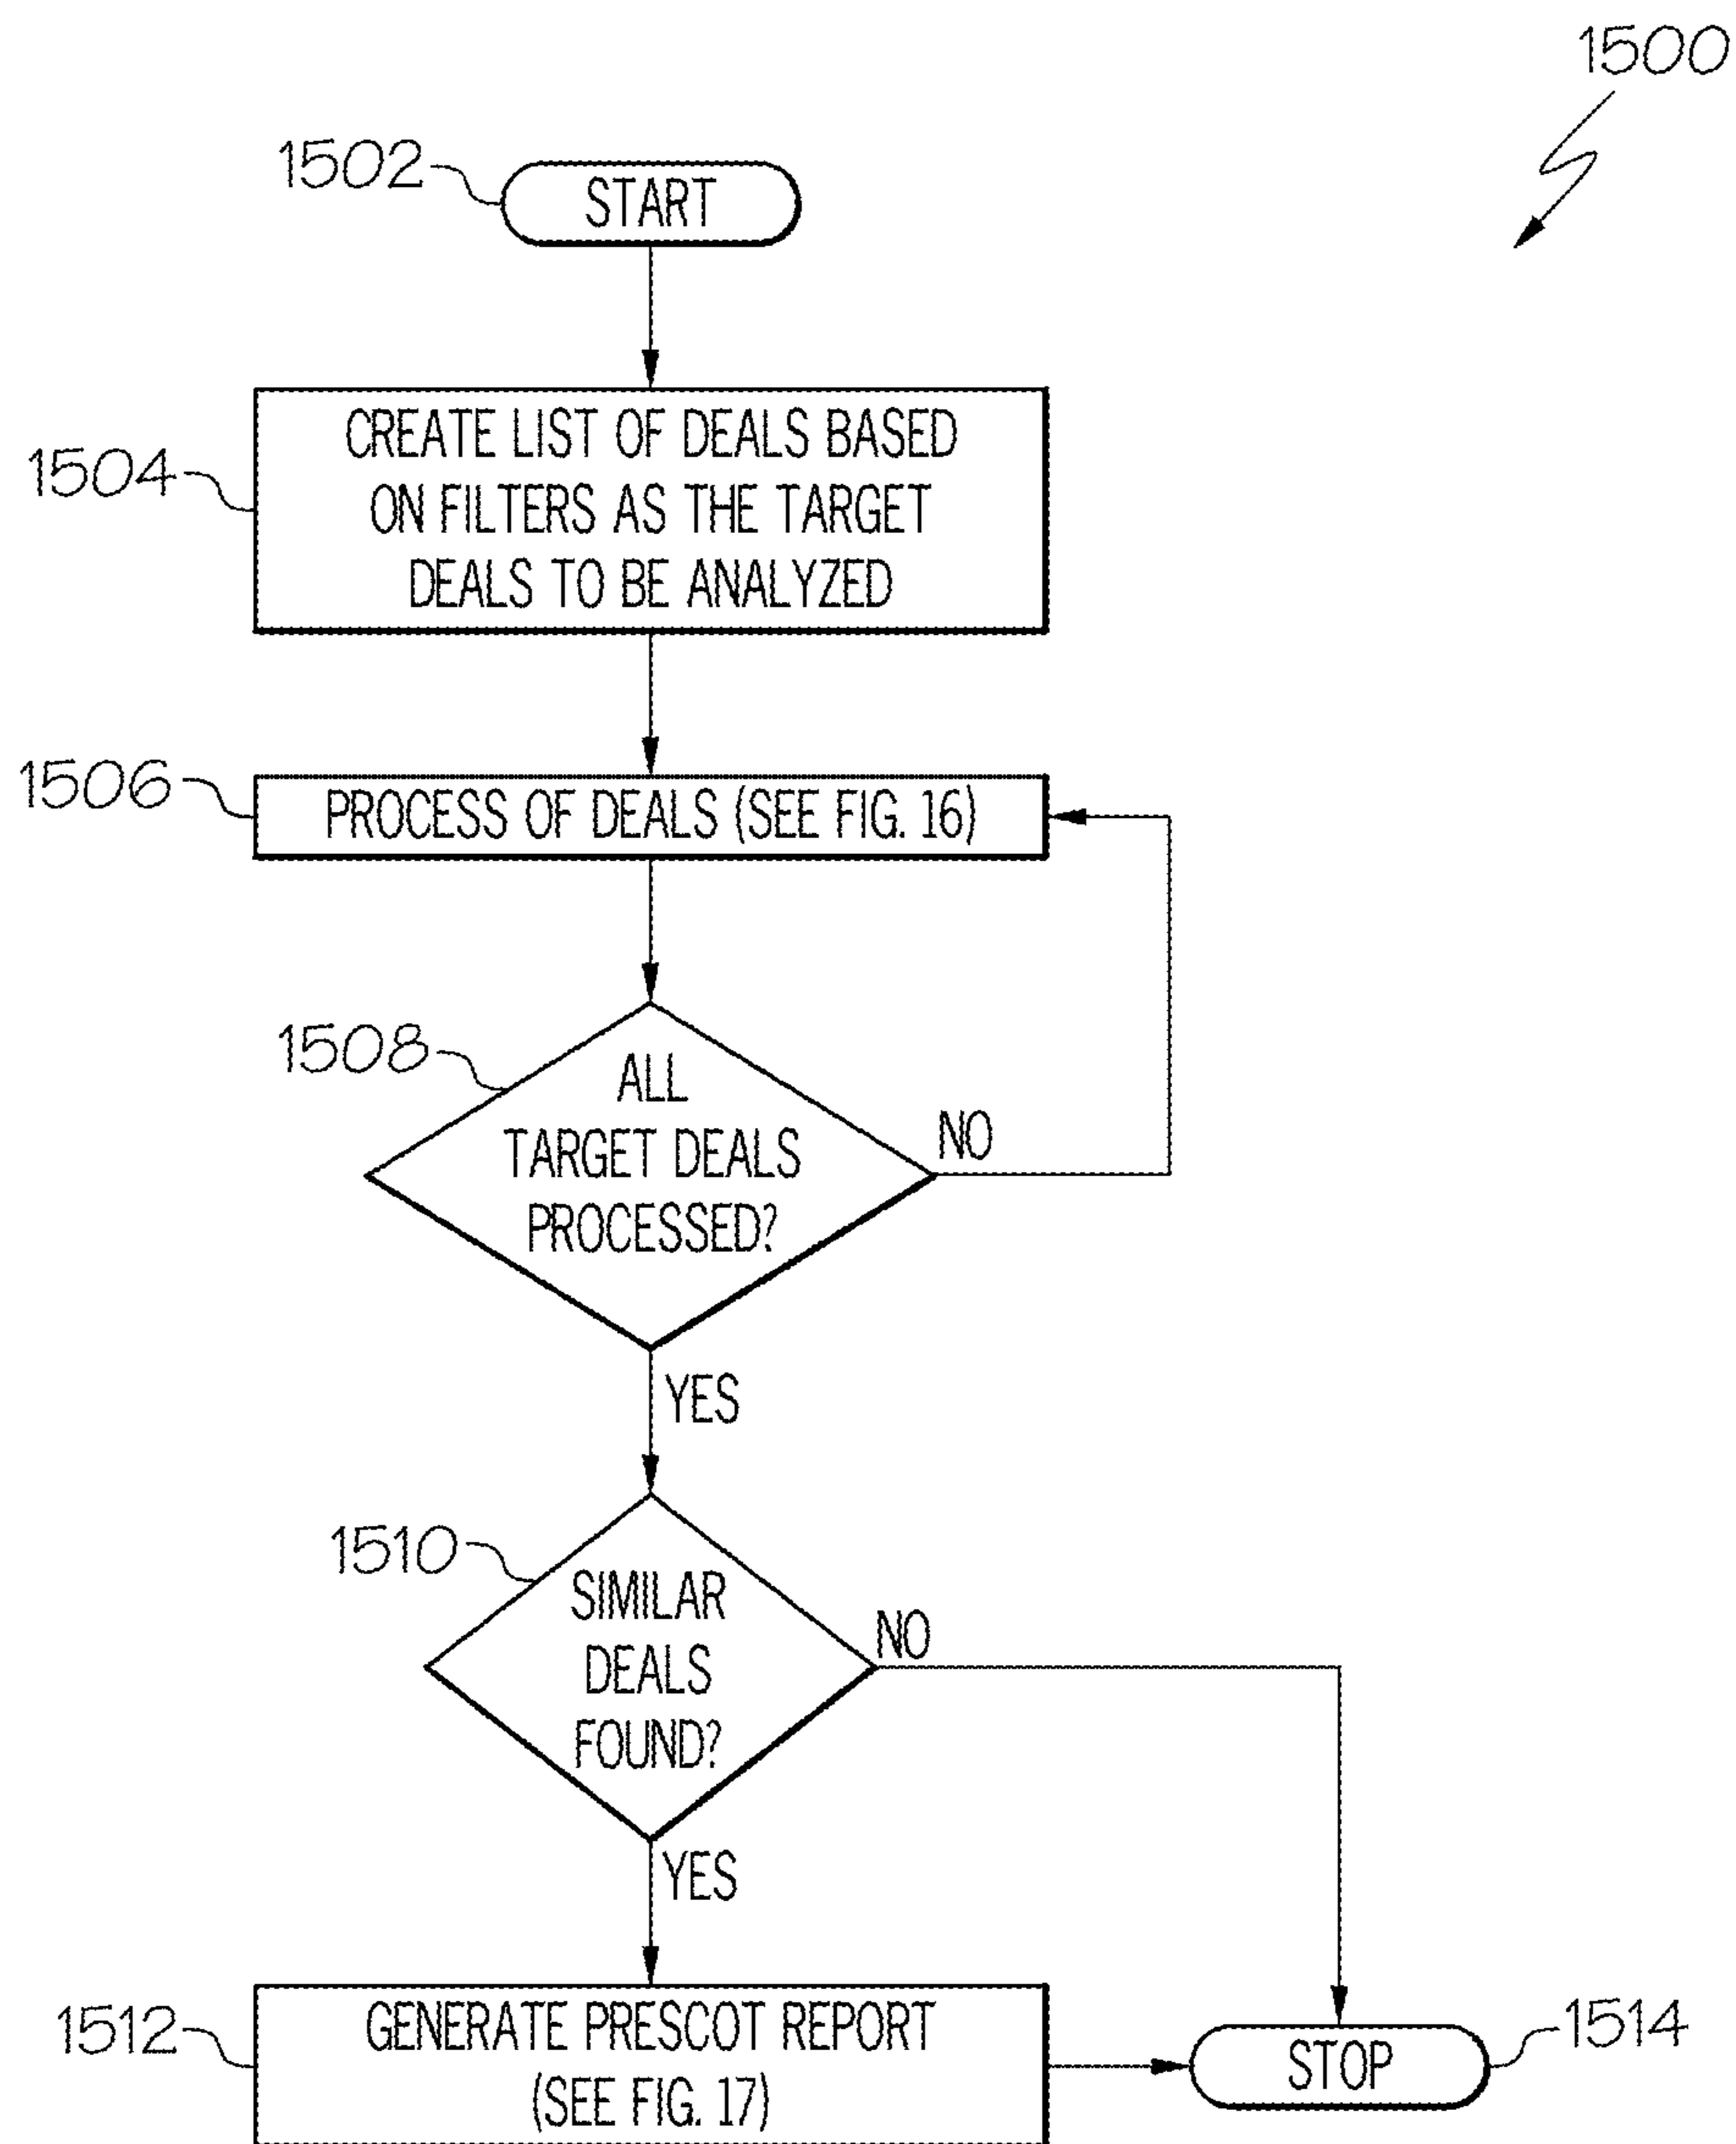 1500
1502
START
1504
CREATE LIST OF DEALS BASED
ON FILTERS AS THE TARGET
DEALS TO BE ANALYZED
1506
PROCESS OF DEALS (SEE FIG. 16)
1508
ALL
TARGET DEALS
PROCESSED?
NO
YES
1510
SIMILAR
DEALS
FOUND?
NO
YES
1512
GENERATE PRESCOT REPORT
(SEE FIG. 17)
STOP
1514